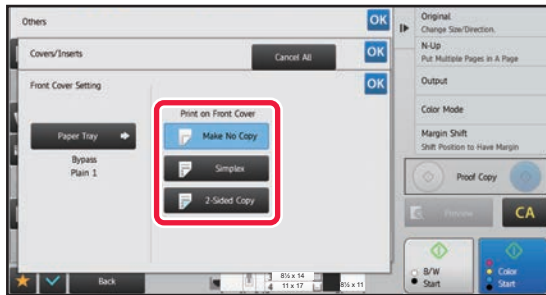 Others
OK
Covers/Inserts
Cancel All
OK
Front Cover Setting
OK
Print on Front Cover
Paper Tray
Bypass
Plain 1
Make No Copy
Simplex
2-Sided Copy
Back
8½ x 14
4 11 x 17
8½ x 11
Original
Change Size/Direction.
N-Up
Put Multiple Pages in A Page
Output
Color Mode
Margin Shift
Shift Position to Have Margin
Proof Copy
Preview
CA
B/W
Start
Color
Start